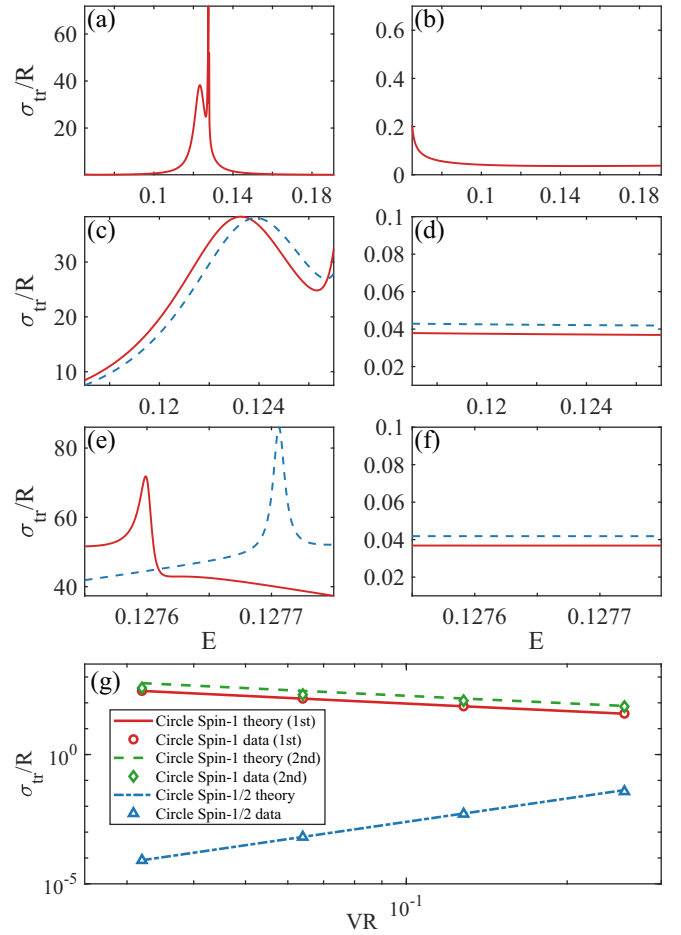 (a)
σtr/R
60
40
20
0.1 0.14 0.18
(b)
0.6
0.4
0.2
0
0.1 0.14 0.18
(c)
σtr/R
30
20
10
0.12 0.124
(d)
0.1
0.08
0.06
0.04
0.02
0.12 0.124
(e)
σtr/R
80
60
40
0.1276 0.1277
E
(f)
0.1
0.08
0.06
0.04
0.02
0.1276 0.1277
E
(g)
σtr/R
10^0
10^-5
Circle Spin-1 theory (1st)
Circle Spin-1 data (1st)
Circle Spin-1 theory (2nd)
Circle Spin-1 data (2nd)
Circle Spin-1/2 theory
Circle Spin-1/2 data
10^-1
VR